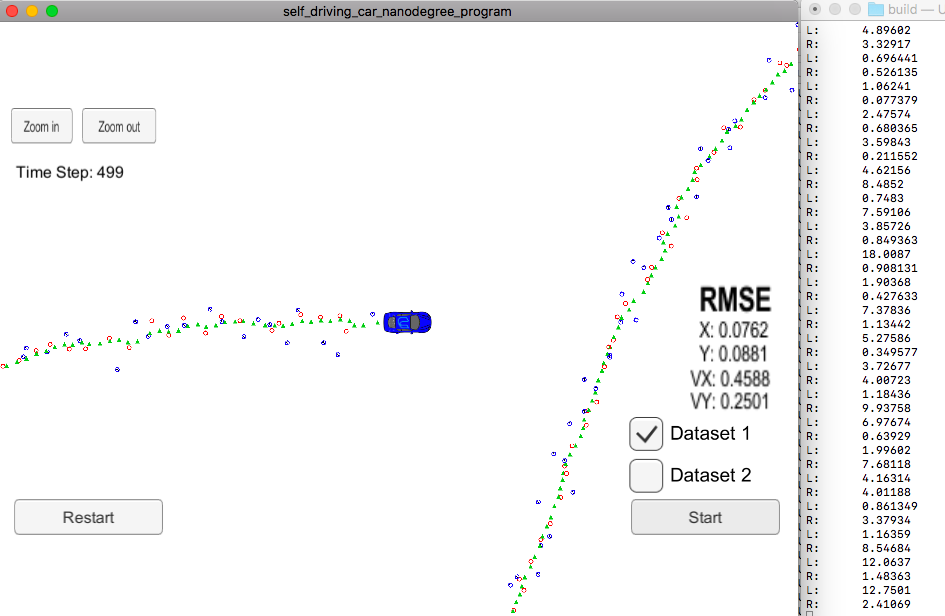 self_driving_car_nanodegree_program
build — U
Zoom in
Zoom out
Time Step: 499
RMSE
X: 0.0762
Y: 0.0881
VX: 0.4588
VY: 0.2501
Dataset 1
Dataset 2
Restart
Start
L: 4.89602
R: 3.32917
L: 0.696441
R: 0.526135
L: 1.06241
R: 0.077379
L: 2.47574
R: 0.680365
L: 3.59843
R: 0.211552
L: 4.62156
R: 8.4852
L: 0.7483
R: 7.59106
L: 3.85726
R: 0.849363
L: 18.0087
R: 0.908131
L: 1.90368
R: 0.427633
L: 7.37836
R: 1.13442
L: 5.27586
R: 0.349577
L: 3.72677
R: 4.00723
L: 1.18436
R: 9.93758
L: 6.97674
R: 0.63929
L: 1.99602
R: 7.68118
L: 4.16314
R: 4.01188
L: 0.861349
R: 3.37934
L: 1.16359
R: 8.54684
L: 12.0637
R: 1.48363
L: 12.7501
R: 2.41069